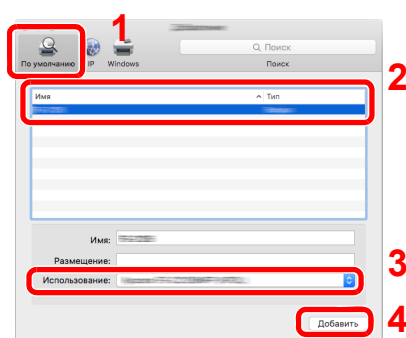 1
Поиск
По умолчанию IP Windows Поиск
2
Имя Тип
Имя:
Размещение:
Использование:
3
Добавить
4